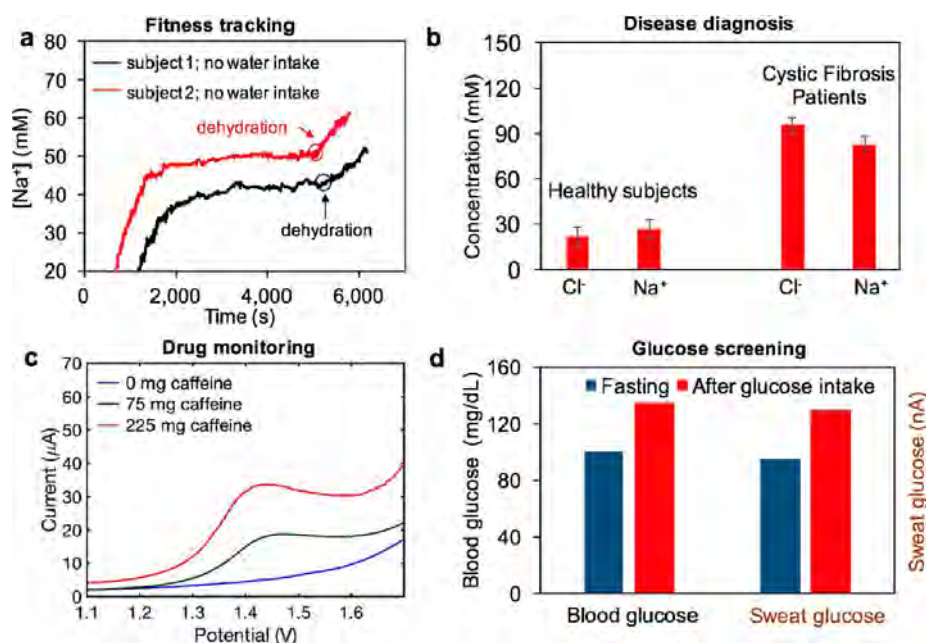 a
Fitness tracking
80
70
60
50
40
30
20
[Na⁺] (mM)
subject 1; no water intake
subject 2; no water intake
dehydration
dehydration
0
2,000
4,000
6,000
Time (s)
b
Disease diagnosis
150
120
90
60
30
0
Concentration (mM)
Cystic Fibrosis
Patients
Healthy subjects
Cl⁻
Na⁺
Cl⁻
Na⁺
c
Drug monitoring
70
60
50
40
30
20
10
0
Current (μA)
0 mg caffeine
75 mg caffeine
225 mg caffeine
1.1
1.2
1.3
1.4
1.5
1.6
Potential (V)
d
Glucose screening
160
120
80
40
0
Blood glucose (mg/dL)
Fasting
After glucose intake
Sweat glucose (nA)
Blood glucose
Sweat glucose